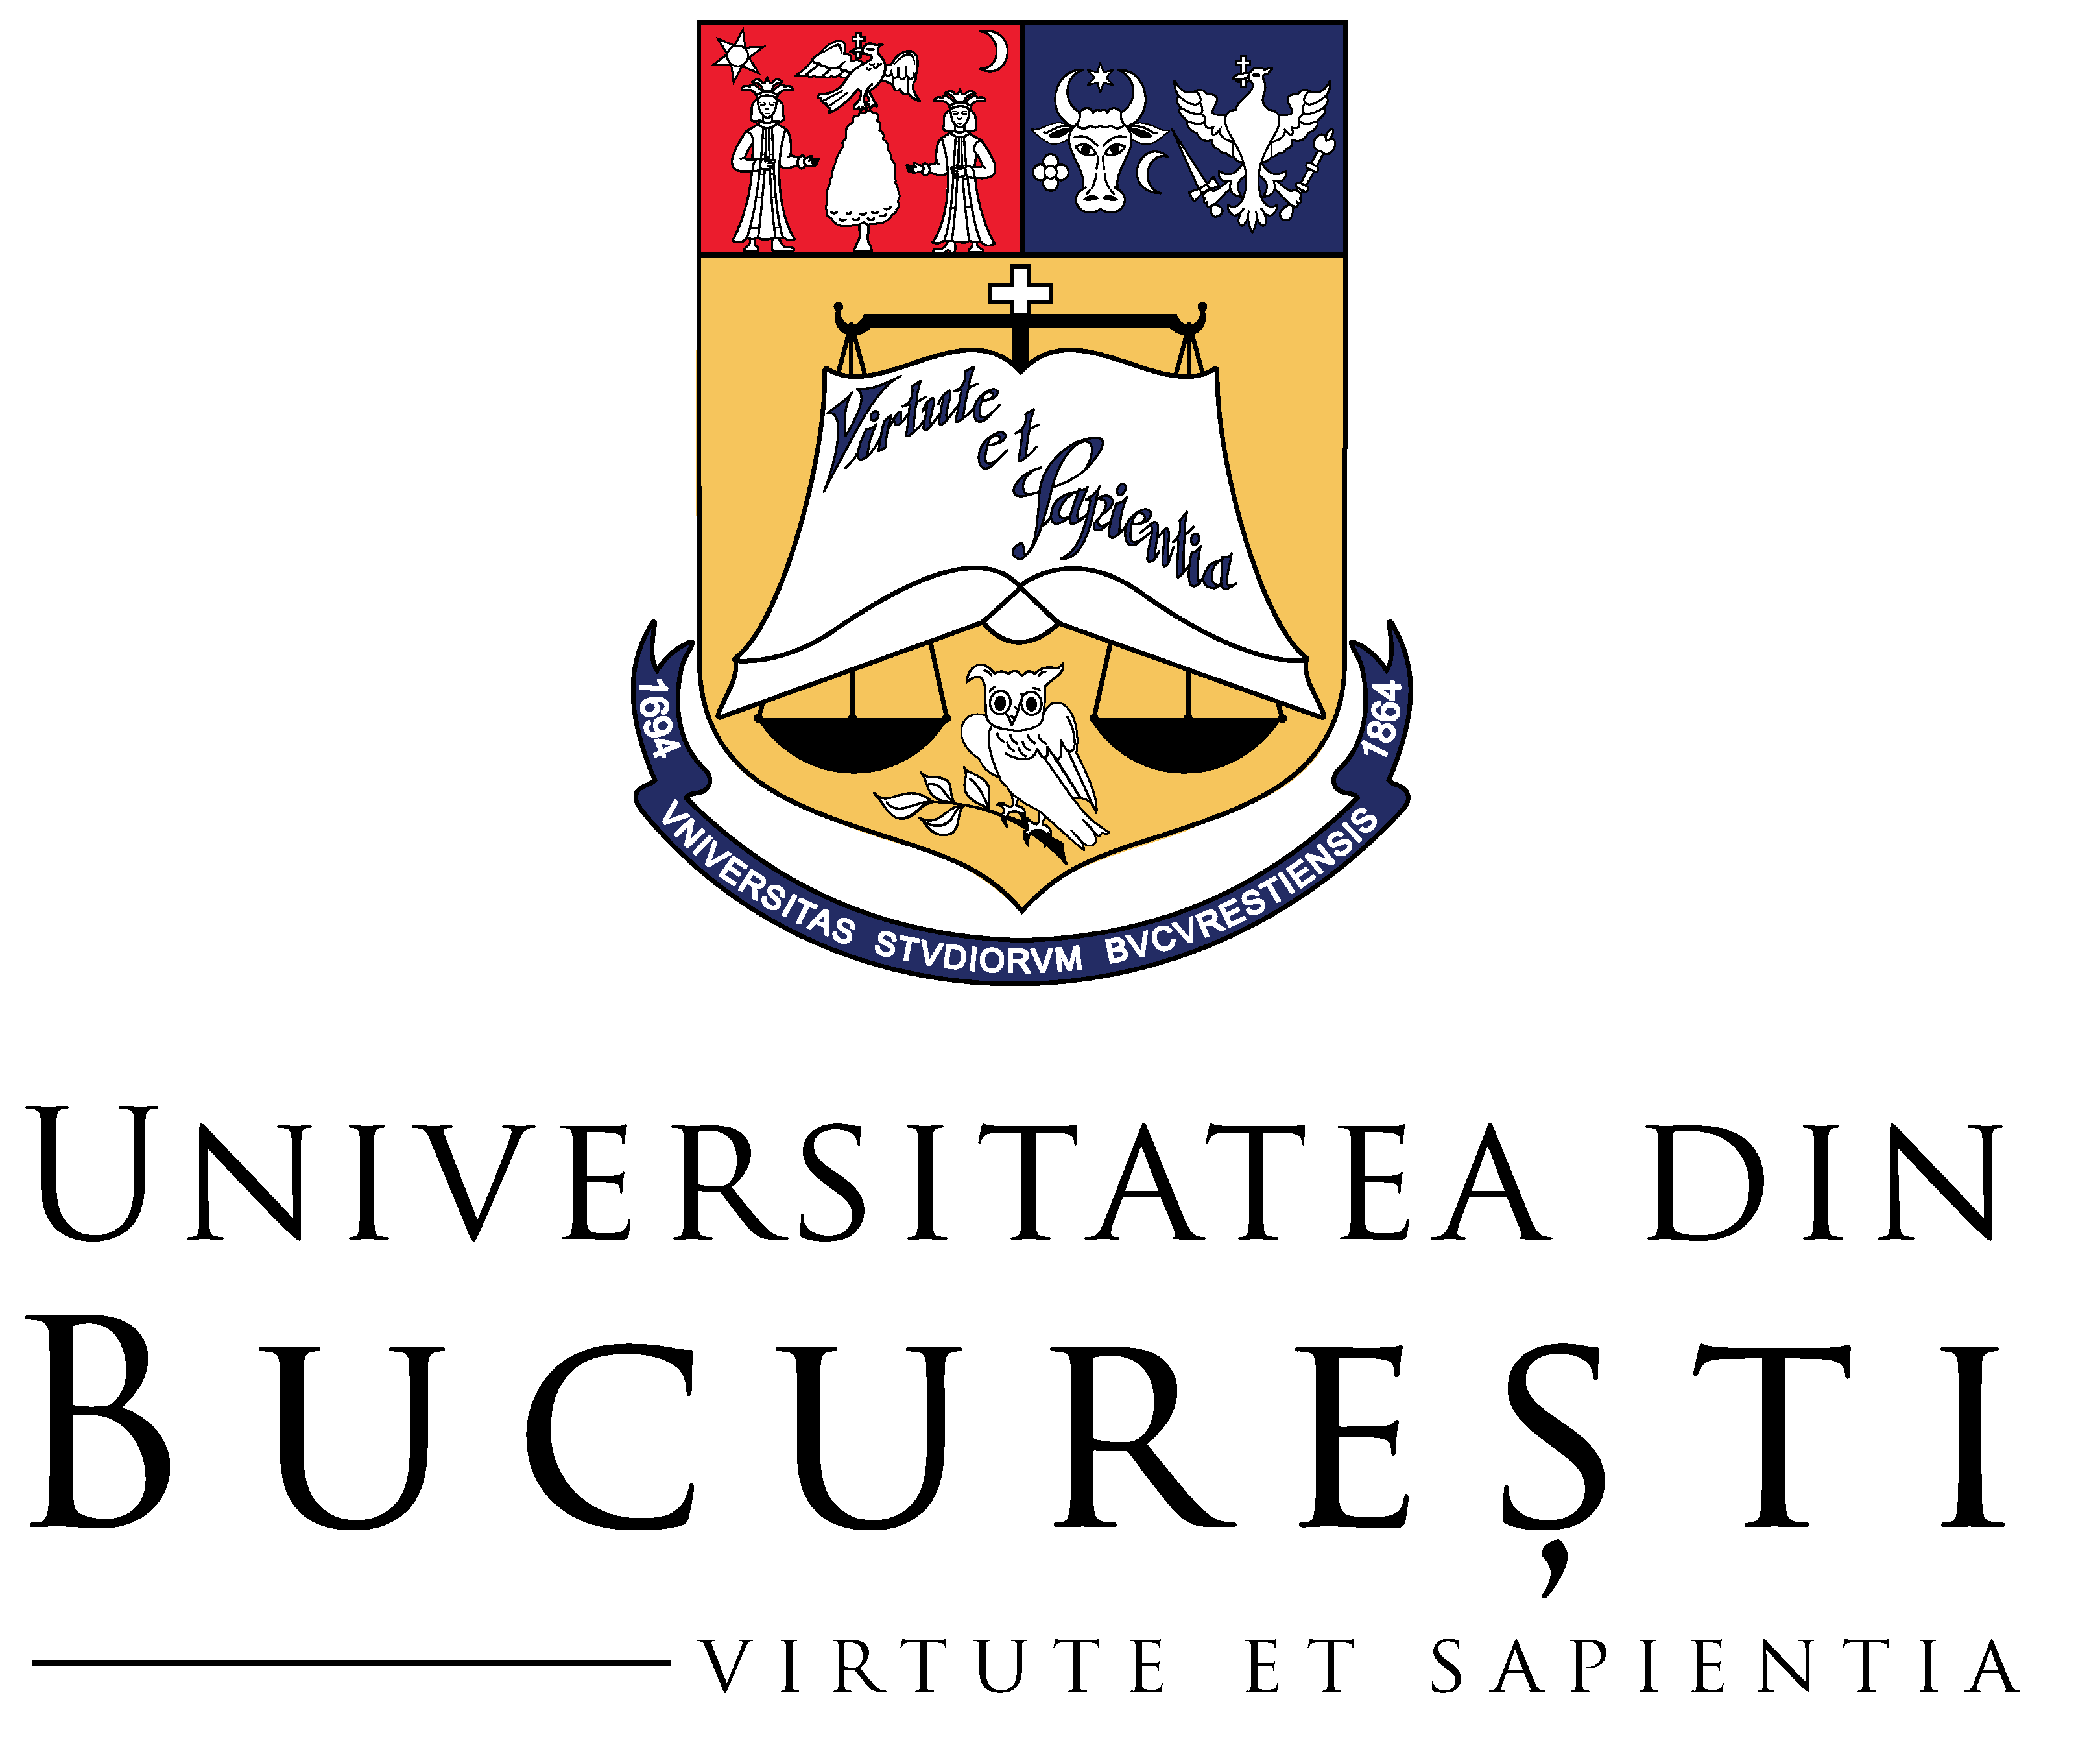 Virtute
et
Sapientia
1694
VNIVERSITAS STVDIORVM BVCVRESTIENSIS
1864
UNIVERSITATEA DIN
BUCUREȘTI
VIRTUTE ET SAPIENTIA